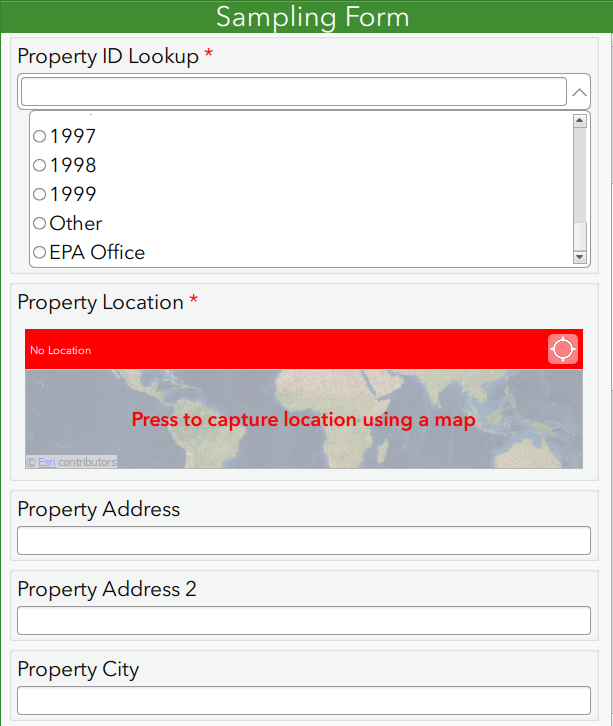 Sampling Form
Property ID Lookup *
1997
1998
1999
Other
EPA Office
Property Location *
No Location
Press to capture location using a map
© Esri contributors
Property Address
Property Address 2
Property City